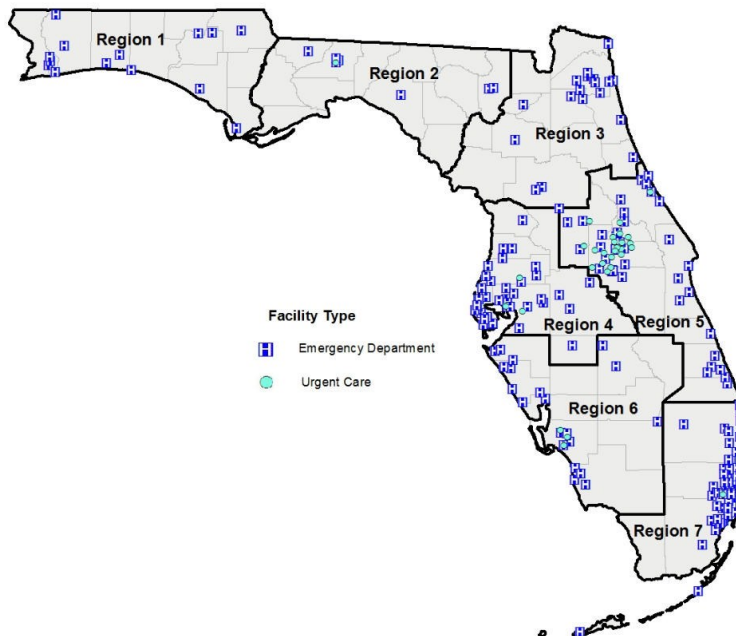 Region 1
Region 2
Region 3
Facility Type
Emergency Department
Urgent Care
Region 4
Region 5
Region 6
Region 7